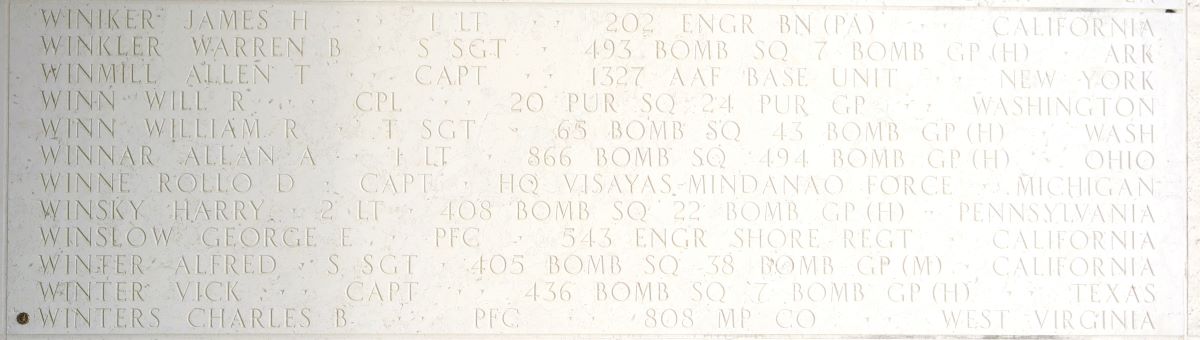 WINIKER JAMES H · 1 LT · 202 ENGR BN (PA) · CALIFORNIA
WINKLER WARREN B · S SGT · 493 BOMB SQ 7 BOMB GP (H) · ARK
WINMILL ALLEN T · CAPT · 1327 AAF BASE UNIT · NEW YORK
WINN WILL R · CPL · 20 PUR SQ 24 PUR GP · WASHINGTON
WINN WILLIAM R · T SGT · 65 BOMB SQ 43 BOMB GP (H) · WASH
WINNAR ALLAN A · 1 LT · 866 BOMB SQ 494 BOMB GP (H) · OHIO
WINNE ROLLO D · CAPT · HQ VISAYAS-MINDANAO FORCE · MICHIGAN
WINSKY HARRY · 2 LT · 408 BOMB SQ 22 BOMB GP (H) · PENNSYLVANIA
WINSLOW GEORGE E · PFC · 543 ENGR SHORE REGT · CALIFORNIA
WINTER ALFRED · S SGT · 405 BOMB SQ 38 BOMB GP (M) · CALIFORNIA
WINTER VICK · CAPT · 436 BOMB SQ 7 BOMB GP (H) · TEXAS
WINTERS CHARLES B · PFC · 808 MP CO · WEST VIRGINIA